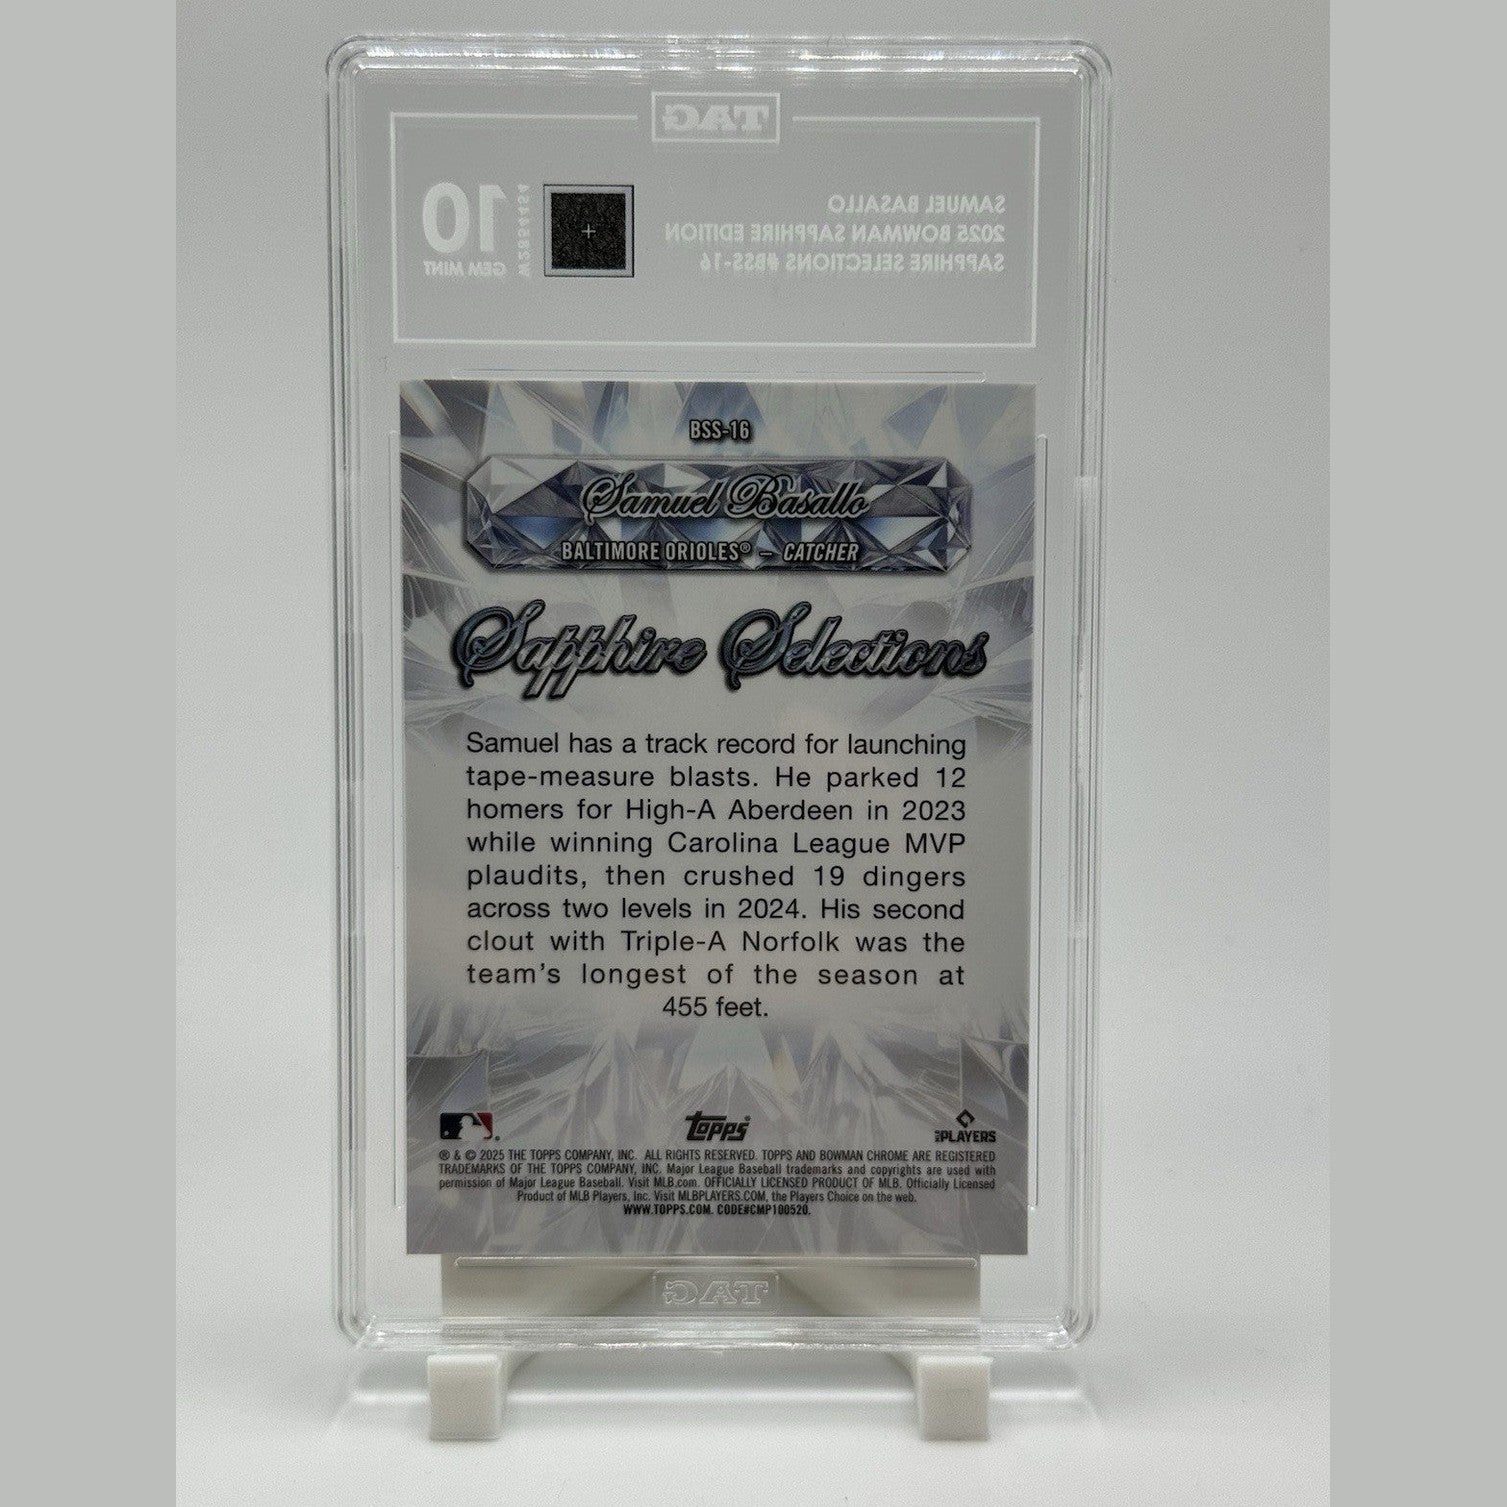 TAG
SAMUEL BASALLO
2025 BOWMAN SAPPHIRE EDITION
SAPPHIRE SELECTIONS #BSS-16
W2854454
10
GEM MINT
BSS-16
Samuel Basallo
BALTIMORE ORIOLES® – CATCHER
Sapphire Selections
Samuel has a track record for launching
tape-measure blasts. He parked 12
homers for High-A Aberdeen in 2023
while winning Carolina League MVP
plaudits, then crushed 19 dingers
across two levels in 2024. His second
clout with Triple-A Norfolk was the
team's longest of the season at
455 feet.
topps
PLAYERS
® & © 2025 THE TOPPS COMPANY, INC. ALL RIGHTS RESERVED. TOPPS AND BOWMAN CHROME ARE REGISTERED
TRADEMARKS OF THE TOPPS COMPANY, INC. Major League Baseball trademarks and copyrights are used with
permission of Major League Baseball. Visit MLB.com. OFFICIALLY LICENSED PRODUCT OF MLB. Officially Licensed
Product of MLB Players, Inc. Visit MLBPLAYERS.COM, the Players Choice on the web.
WWW.TOPPS.COM. CODE#CMP100520.
TAG